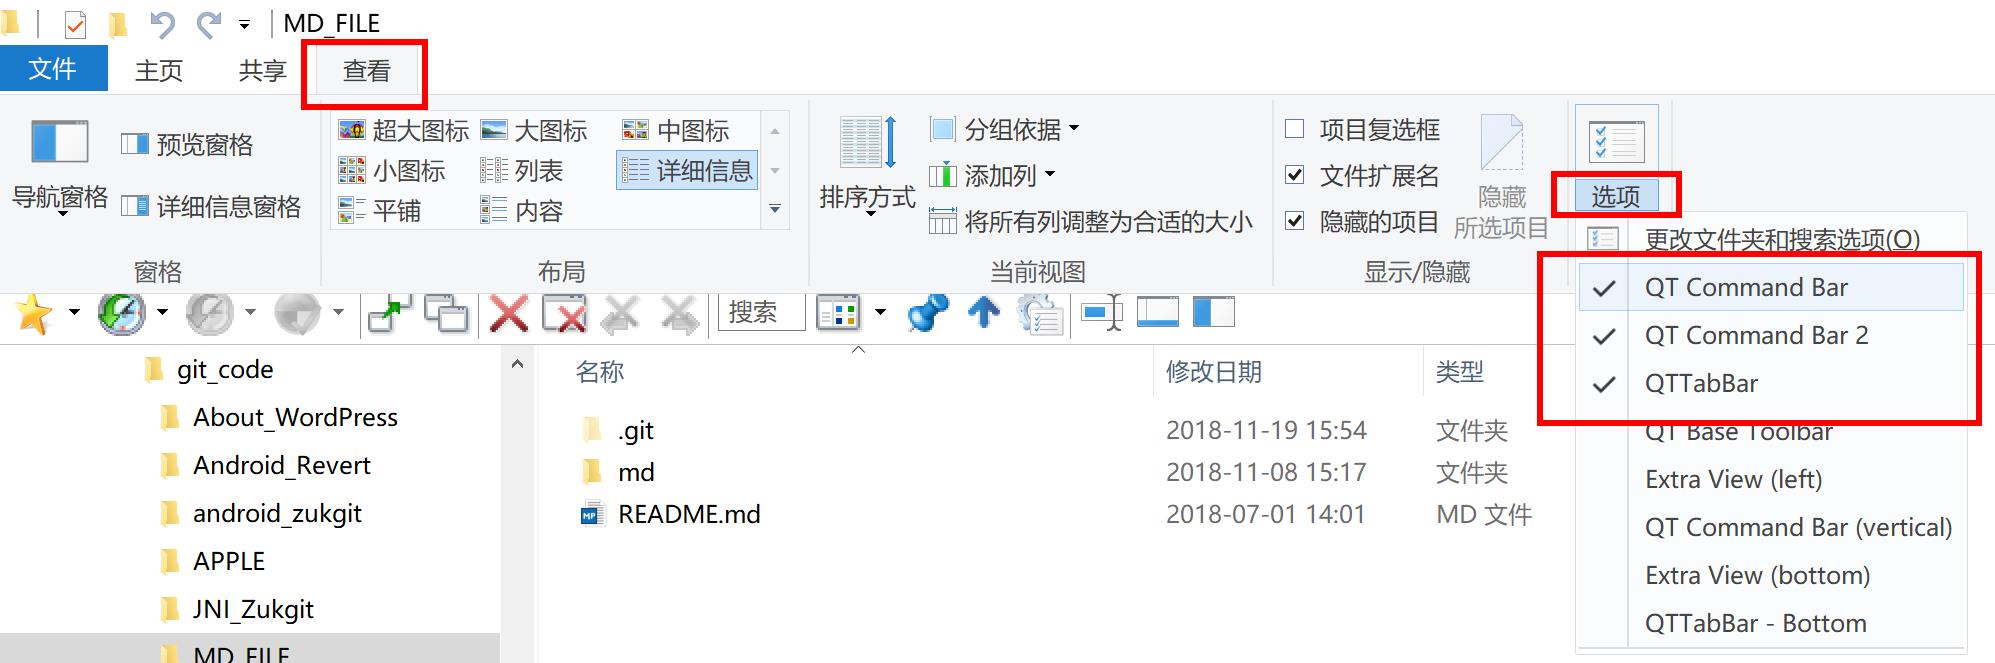 MD_FILE
文件 主页 共享 查看
导航窗格
预览窗格
详细信息窗格
窗格
超大图标 大图标 中图标
小图标 列表 详细信息
平铺 内容
布局
排序方式
分组依据
添加列
将所有列调整为合适的大小
当前视图
项目复选框
文件扩展名
隐藏的项目
隐藏
所选项目
显示/隐藏
选项
更改文件夹和搜索选项(O)
QT Command Bar
QT Command Bar 2
QTTabBar
QT Base Toolbar
Extra View (left)
QT Command Bar (vertical)
Extra View (bottom)
QTTabBar - Bottom
搜索
git_code
About_WordPress
Android_Revert
android_zukgit
APPLE
JNI_Zukgit
MD_FILE
名称 修改日期 类型
.git 2018-11-19 15:54 文件夹
md 2018-11-08 15:17 文件夹
README.md 2018-07-01 14:01 MD 文件